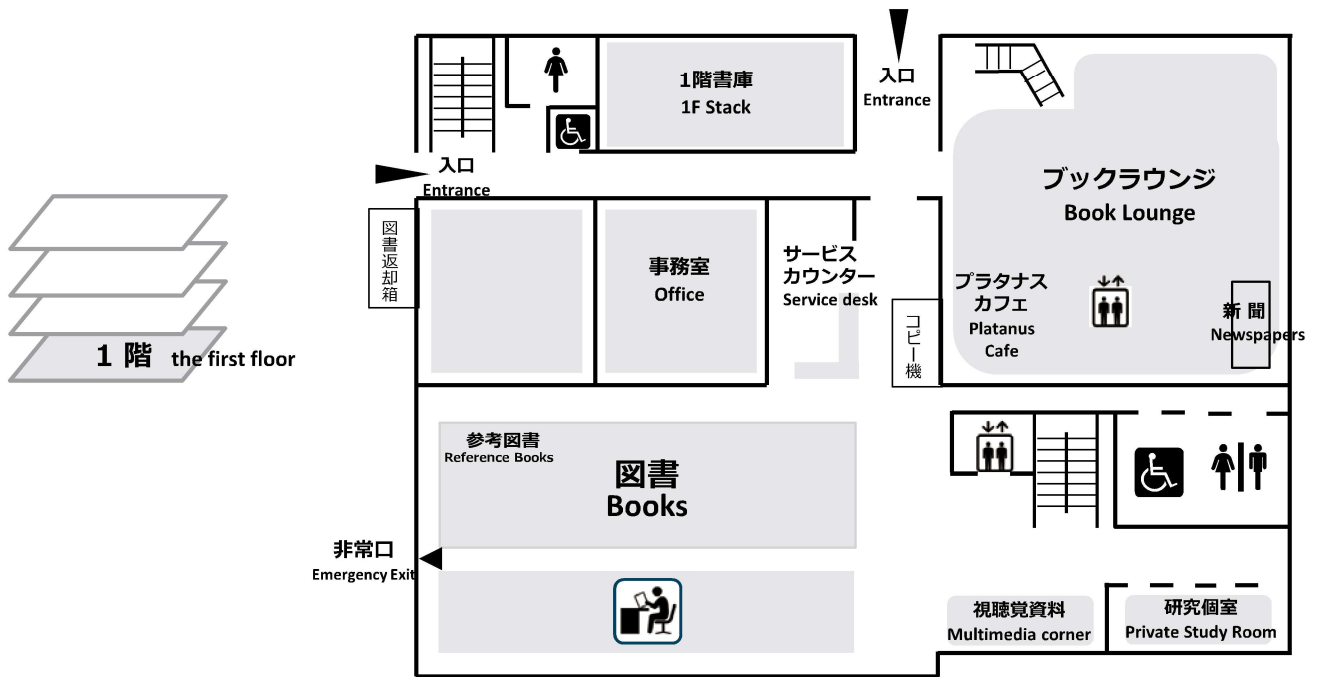 入口
Entrance
1階書庫
1F Stack
入口
Entrance
ブックラウンジ
Book Lounge
図書返却箱
事務室
Office
サービス
カウンター
Service desk
コピー機
プラタナス
カフェ
Platanus
Cafe
新聞
Newspapers
1 階 the first floor
参考図書
Reference Books
図書
Books
非常口
Emergency Exit
視聴覚資料
Multimedia corner
研究個室
Private Study Room